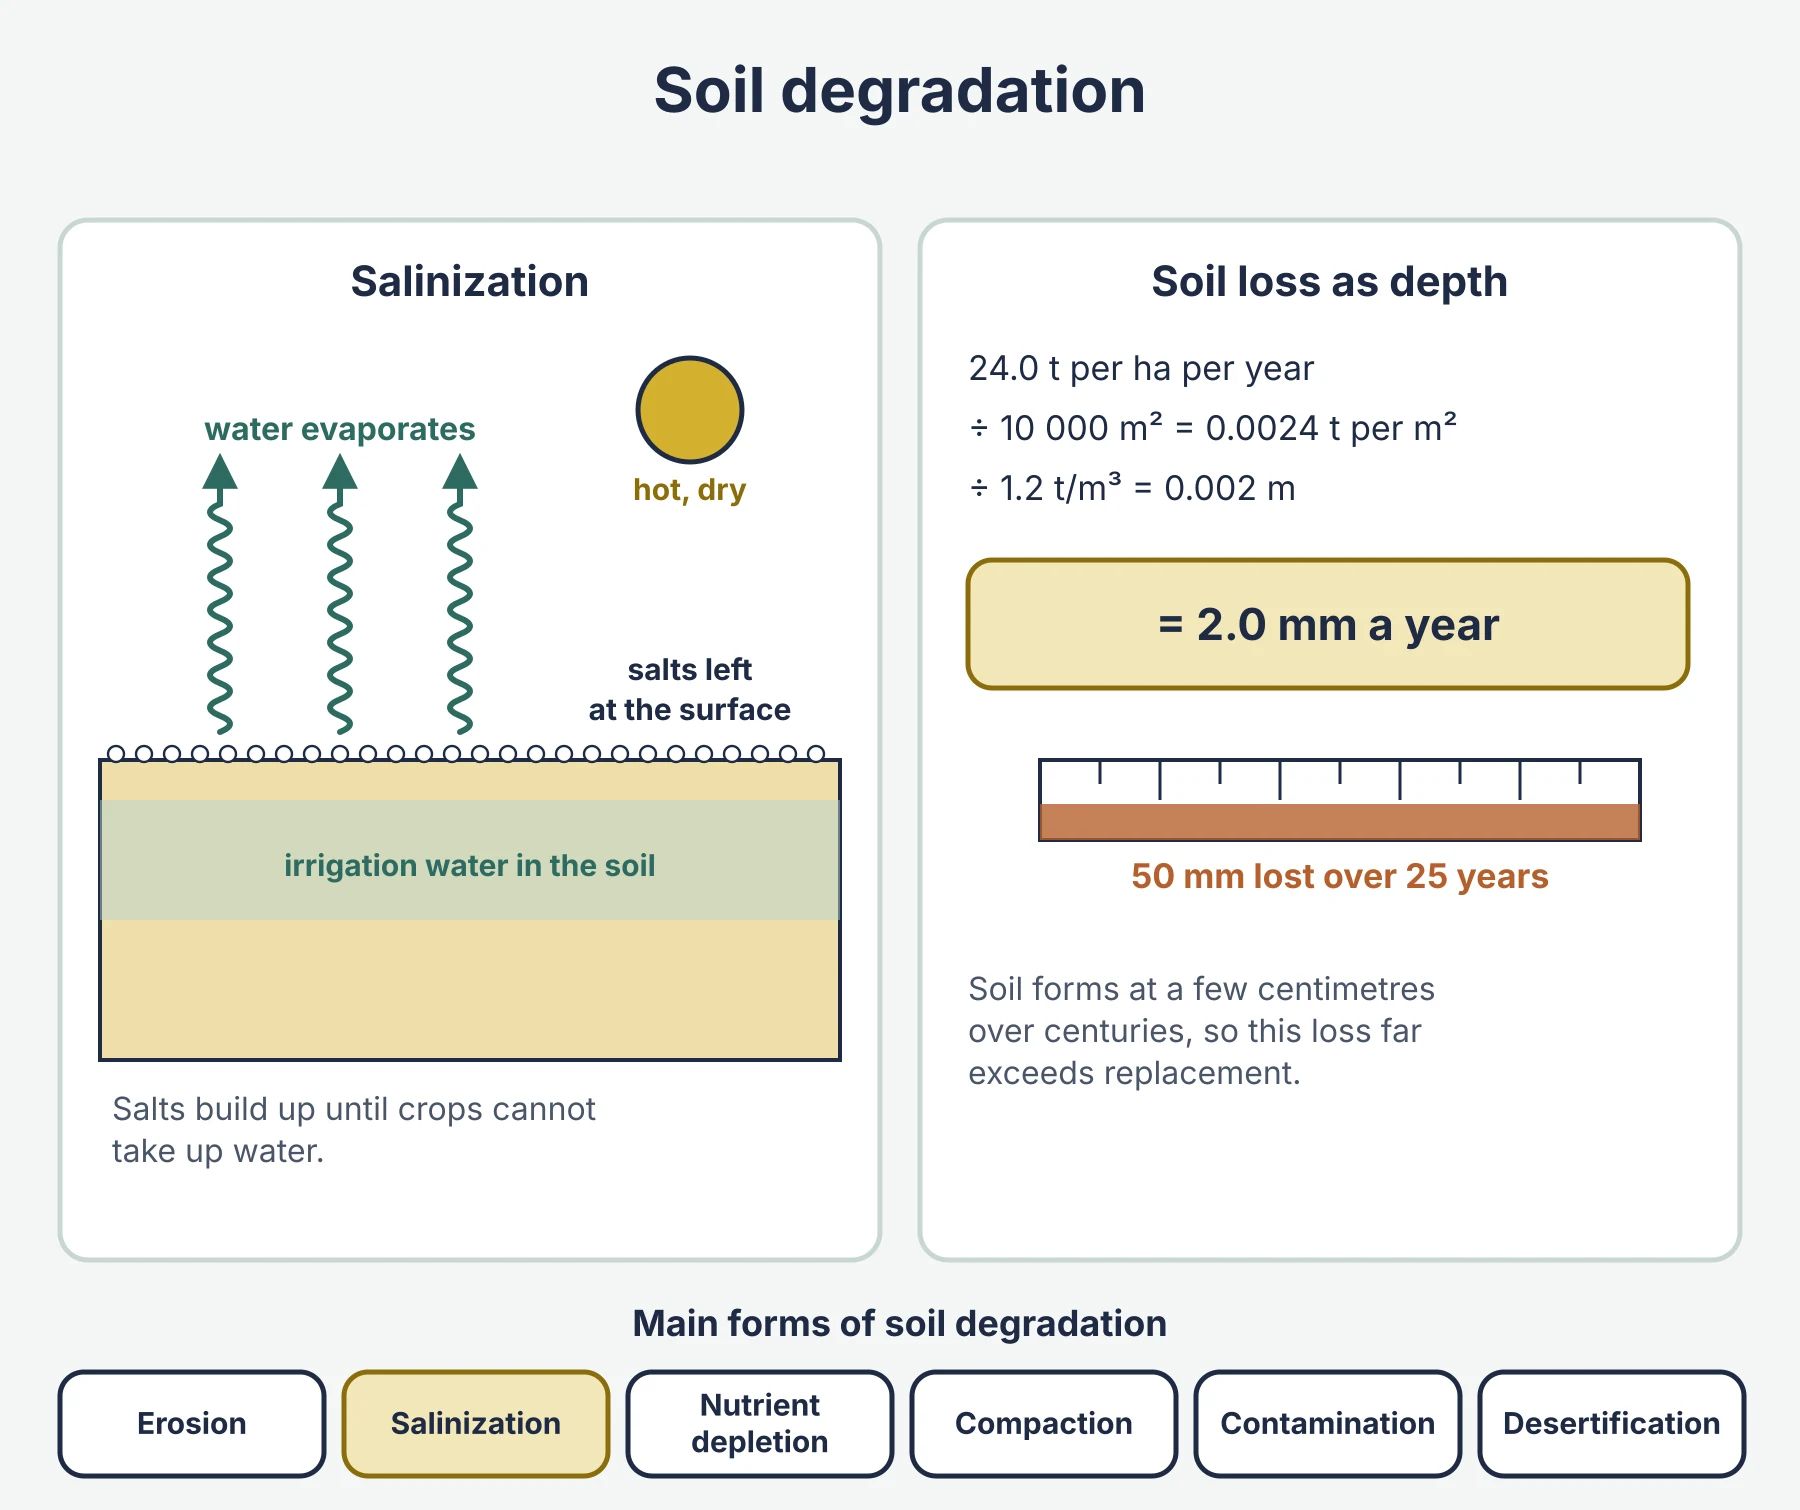 Soil degradation
Salinization
water evaporates
hot, dry
salts left
at the surface
irrigation water in the soil
Salts build up until crops cannot
take up water.
Soil loss as depth
24.0 t per ha per year
÷ 10 000 m² = 0.0024 t per m²
÷ 1.2 t/m³ = 0.002 m
= 2.0 mm a year
50 mm lost over 25 years
Soil forms at a few centimetres
over centuries, so this loss far
exceeds replacement.
Main forms of soil degradation
Erosion
Salinization
Nutrient
depletion
Compaction
Contamination
Desertification